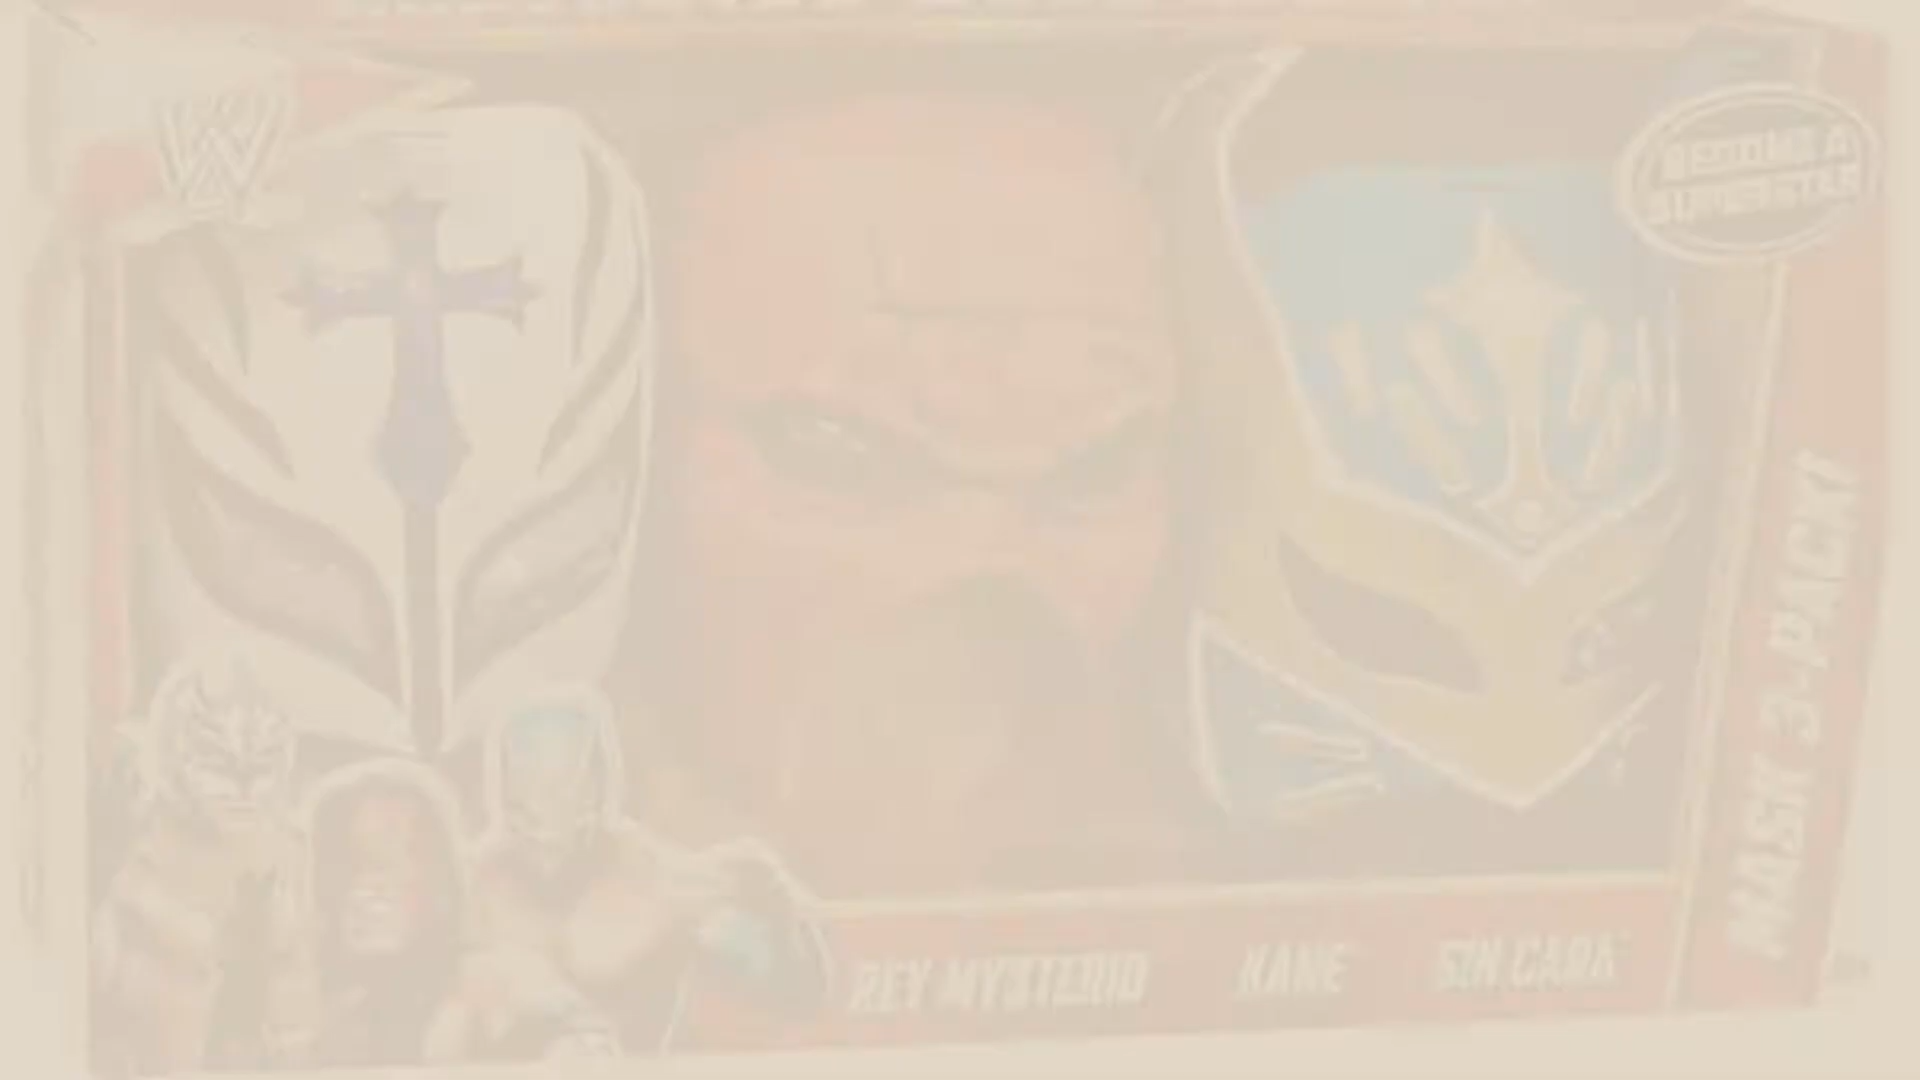 W
BECOME A
SUPERSTAR
MASK 3-PACK!
REY MYSTERIO
KANE
SIN CARA